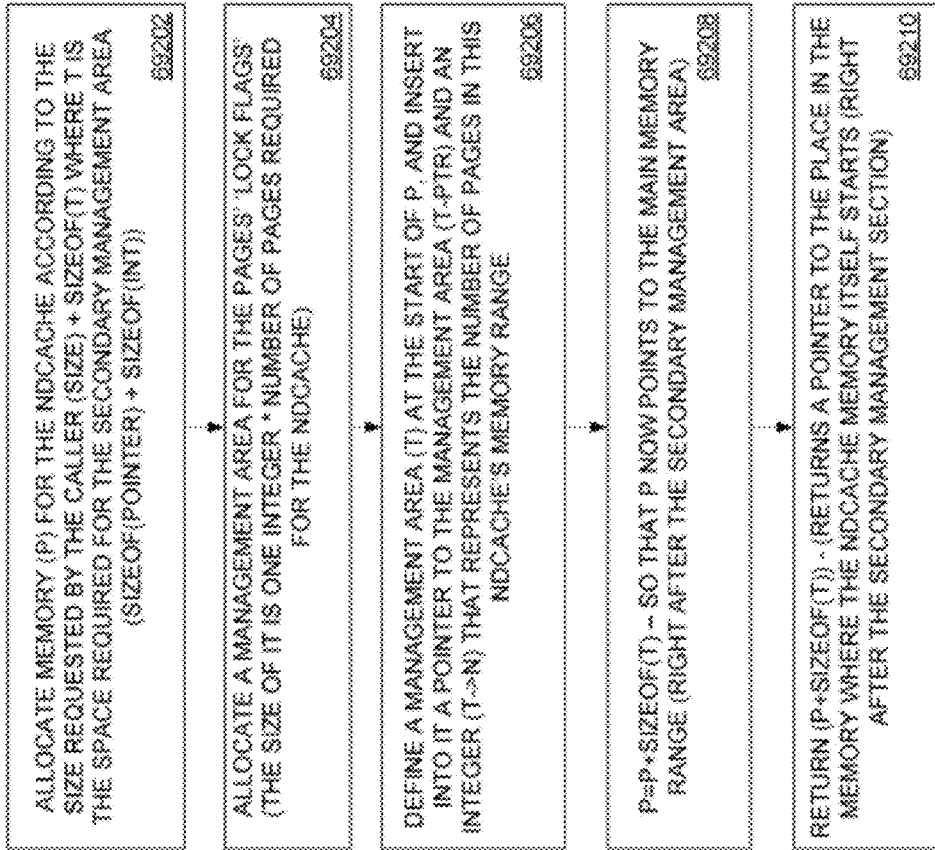 ALLOCATE MEMORY (P) FOR THE NDCACHE ACCORDING TO THE
SIZE REQUESTED BY THE CALLER (SIZE) + SIZEOF(T) WHERE T IS
THE SPACE REQUIRED FOR THE SECONDARY MANAGEMENT AREA
(SIZEOF(POINTER) + SIZEOF(INT))
69202
ALLOCATE A MANAGEMENT AREA FOR THE PAGES' 'LOCK FLAGS'
(THE SIZE OF IT IS ONE INTEGER * NUMBER OF PAGES REQUIRED
FOR THE NDCACHE)
69204
DEFINE A MANAGEMENT AREA (T) AT THE START OF P, AND INSERT
INTO IT A POINTER TO THE MANAGEMENT AREA (T-PTR) AND AN
INTEGER (T->N) THAT REPRESENTS THE NUMBER OF PAGES IN THIS
NDCACHE'S MEMORY RANGE
69206
P=P+SIZEOF(T) – SO THAT P NOW POINTS TO THE MAIN MEMORY
RANGE (RIGHT AFTER THE SECONDARY MANAGEMENT AREA)
69208
RETURN (P+SIZEOF(T)) - (RETURNS A POINTER TO THE PLACE IN THE
MEMORY WHERE THE NDCACHE MEMORY ITSELF STARTS (RIGHT
AFTER THE SECONDARY MANAGEMENT SECTION)
69210